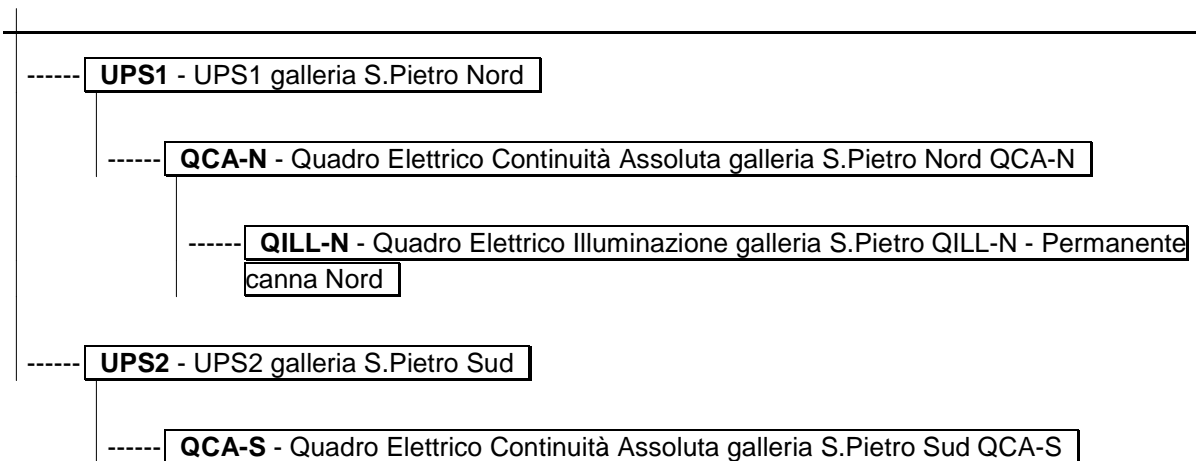 ------ UPS1 - UPS1 galleria S.Pietro Nord
------ QCA-N - Quadro Elettrico Continuità Assoluta galleria S.Pietro Nord QCA-N
------ QILL-N - Quadro Elettrico Illuminazione galleria S.Pietro QILL-N - Permanente
canna Nord
------ UPS2 - UPS2 galleria S.Pietro Sud
------ QCA-S - Quadro Elettrico Continuità Assoluta galleria S.Pietro Sud QCA-S